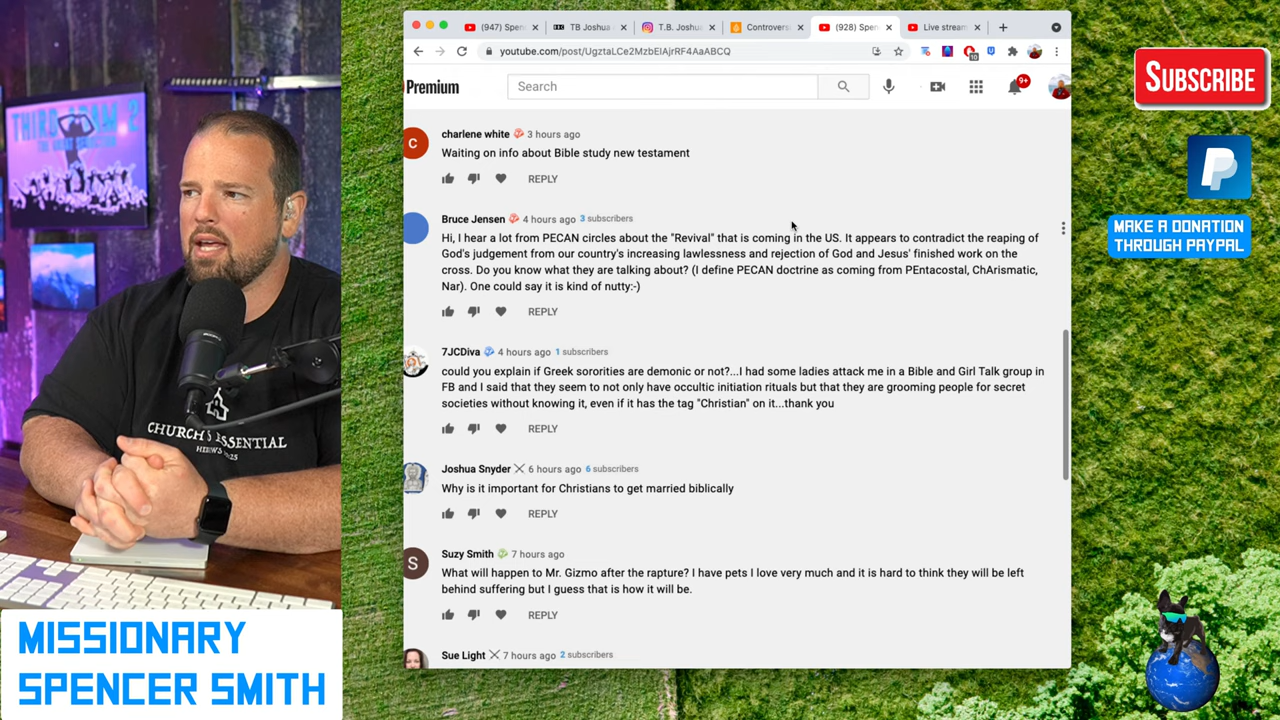 (947) Spen
TB Joshua
T.B. Joshu
Controvers
(928) Spen
Live stream
youtube.com/post/UgztaLCe2MzbElAjrRF4AaABCQ
10
Premium
Search
9+
C
charlene white 3 hours ago
Waiting on info about Bible study new testament
REPLY
Bruce Jensen 4 hours ago 3 subscribers
Hi, I hear a lot from PECAN circles about the "Revival" that is coming in the US. It appears to contradict the reaping of
God's judgement from our country's increasing lawlessness and rejection of God and Jesus' finished work on the
cross. Do you know what they are talking about? (I define PECAN doctrine as coming from PEntacostal, ChArismatic,
Nar). One could say it is kind of nutty:-)
REPLY
7JCDiva 4 hours ago 1 subscribers
could you explain if Greek sororities are demonic or not?...I had some ladies attack me in a Bible and Girl Talk group in
FB and I said that they seem to not only have occultic initiation rituals but that they are grooming people for secret
societies without knowing it, even if it has the tag "Christian" on it...thank you
REPLY
Joshua Snyder 6 hours ago 6 subscribers
Why is it important for Christians to get married biblically
REPLY
S
Suzy Smith 7 hours ago
What will happen to Mr. Gizmo after the rapture? I have pets I love very much and it is hard to think they will be left
behind suffering but I guess that is how it will be.
REPLY
Sue Light 7 hours ago 2 subscribers
THIRD ADAM 2
CHURCH IS ESSENTIAL
MISSIONARY
SPENCER SMITH
SUBSCRIBE
MAKE A DONATION
THROUGH PAYPAL